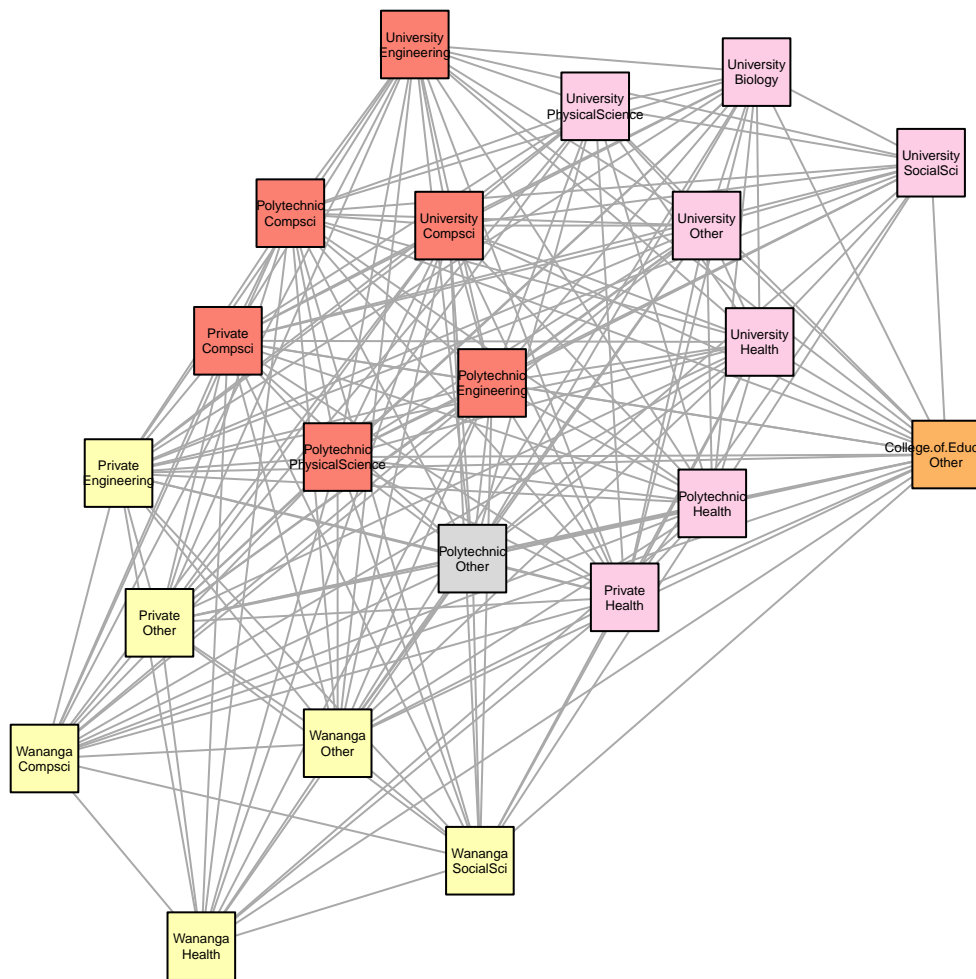 University
Engineering
University
Biology
University
PhysicalScience
University
SocialSci
Polytechnic
Compsci
University
Compsci
University
Other
Private
Compsci
University
Health
Polytechnic
Engineering
Polytechnic
PhysicalScience
Private
Engineering
College.of.Educ
Other
Polytechnic
Health
Polytechnic
Other
Private
Health
Private
Other
Wananga
Other
Wananga
Compsci
Wananga
SocialSci
Wananga
Health